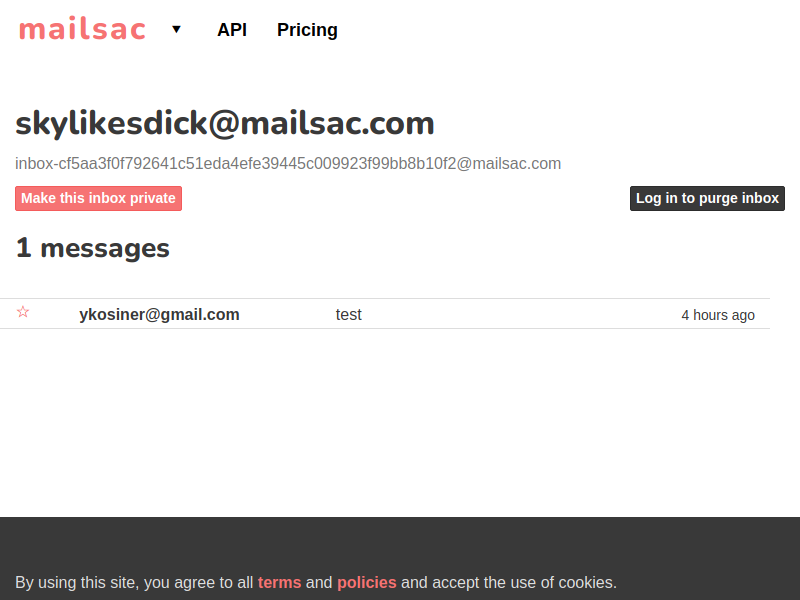 mailsac ▼ API Pricing
skylikesdick@mailsac.com
inbox-cf5aa3f0f792641c51eda4efe39445c009923f99bb8b10f2@mailsac.com
Make this inbox private Log in to purge inbox
1 messages
☆ ykosiner@gmail.com test 4 hours ago
By using this site, you agree to all terms and policies and accept the use of cookies.